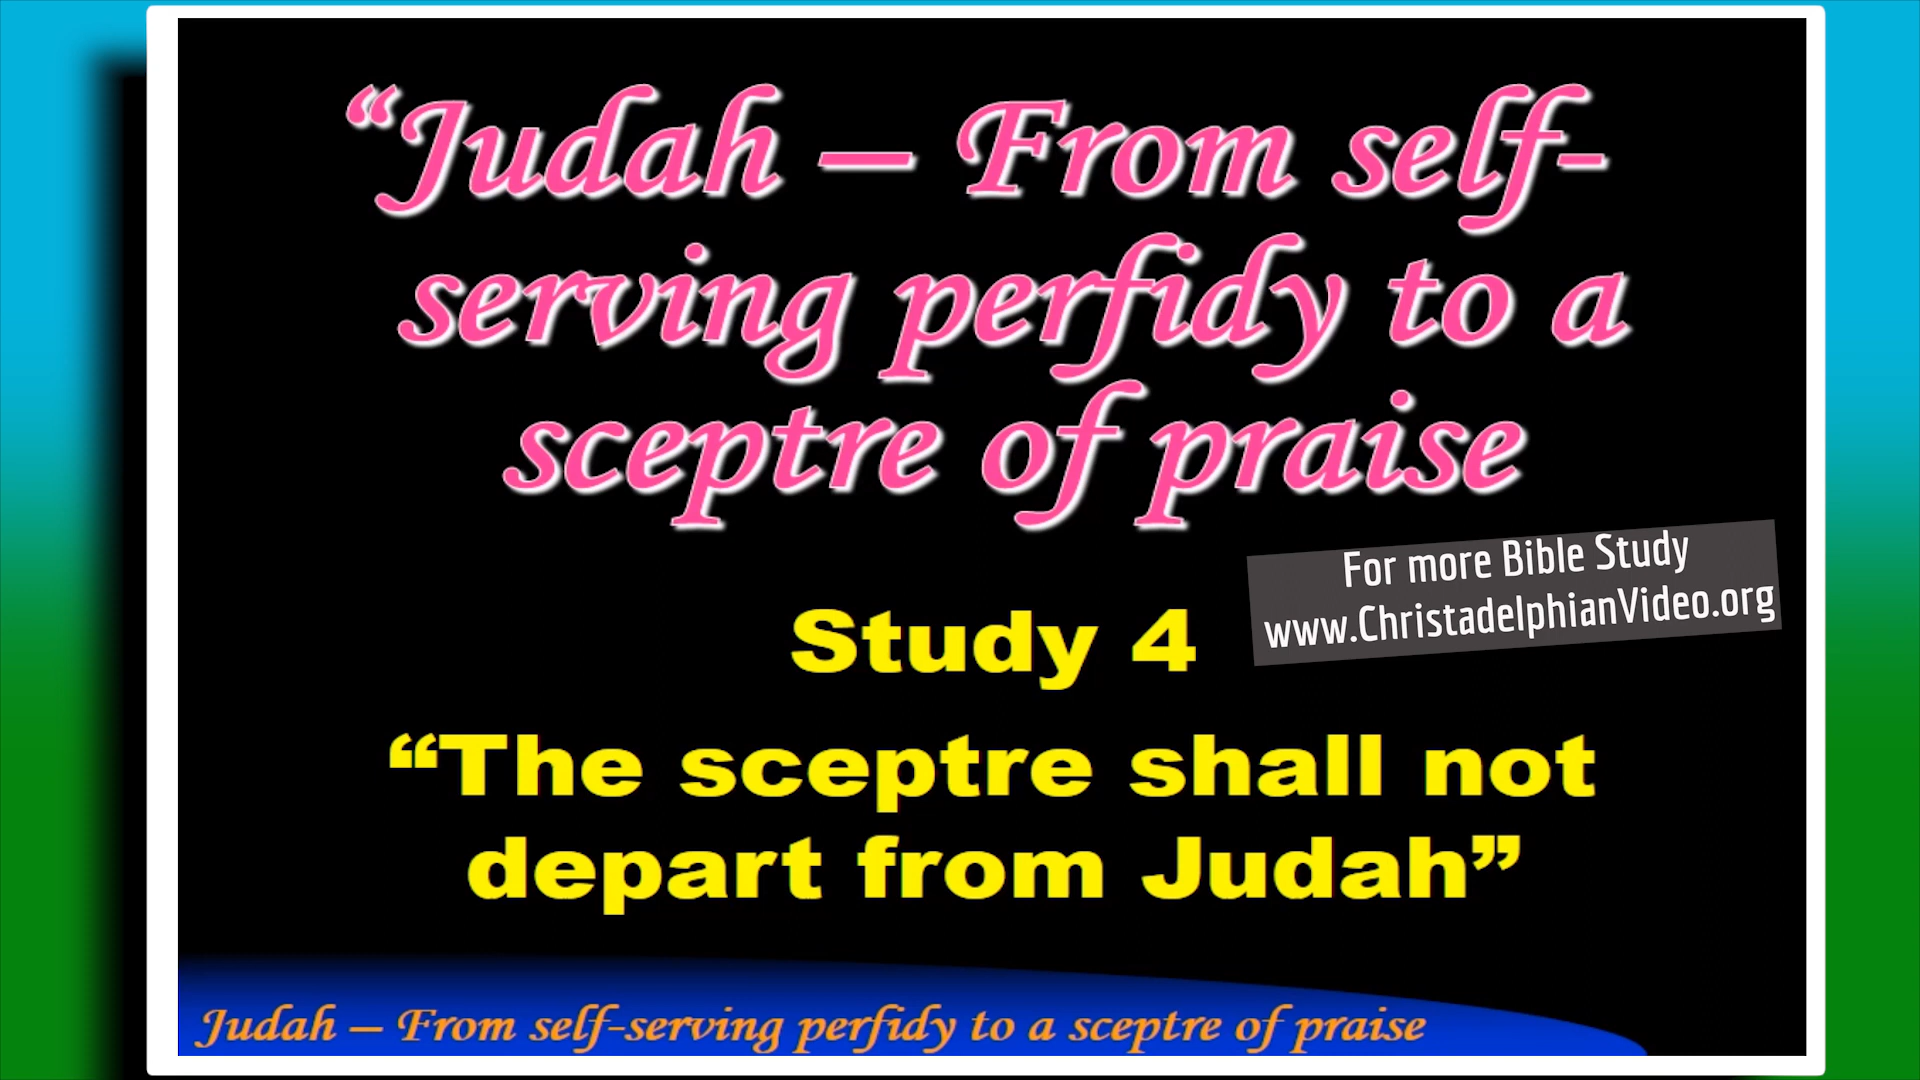 “Judah – From self-
serving perfidy to a
sceptre of praise
For more Bible Study
www.ChristadelphianVideo.org
Study 4
“The sceptre shall not
depart from Judah”
Judah – From self-serving perfidy to a sceptre of praise